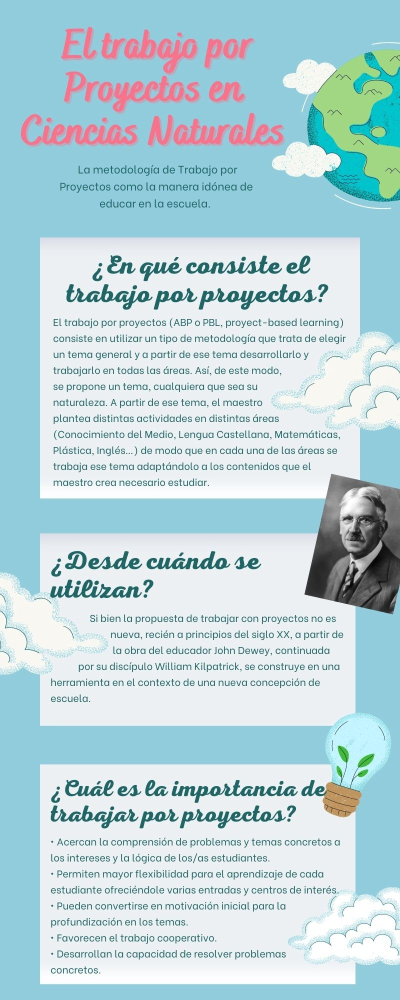 El trabajo por
Proyectos en
Ciencias Naturales
La metodología de Trabajo por
Proyectos como la manera idónea de
educar en la escuela.
¿En qué consiste el
trabajo por proyectos?
El trabajo por proyectos (ABP o PBL, proyect-based learning)
consiste en utilizar un tipo de metodología que trata de elegir
un tema general y a partir de ese tema desarrollarlo y
trabajarlo en todas las áreas. Así, de este modo,
se propone un tema, cualquiera que sea su
naturaleza. A partir de ese tema, el maestro
plantea distintas actividades en distintas áreas
(Conocimiento del Medio, Lengua Castellana, Matemáticas,
Plástica, Inglés...) de modo que en cada una de las áreas se
trabaja ese tema adaptándolo a los contenidos que el
maestro crea necesario estudiar.
¿Desde cuándo se
utilizan?
Si bien la propuesta de trabajar con proyectos no es
nueva, recién a principios del siglo XX, a partir de
la obra del educador John Dewey, continuada
por su discípulo William Kilpatrick, se construye en una
herramienta en el contexto de una nueva concepción de
escuela.
¿Cuál es la importancia de
trabajar por proyectos?
• Acercan la comprensión de problemas y temas concretos a
los intereses y la lógica de los/as estudiantes.
• Permiten mayor flexibilidad para el aprendizaje de cada
estudiante ofreciéndole varias entradas y centros de interés.
• Pueden convertirse en motivación inicial para la
profundización en los temas.
• Favorecen el trabajo cooperativo.
• Desarrollan la capacidad de resolver problemas
concretos.